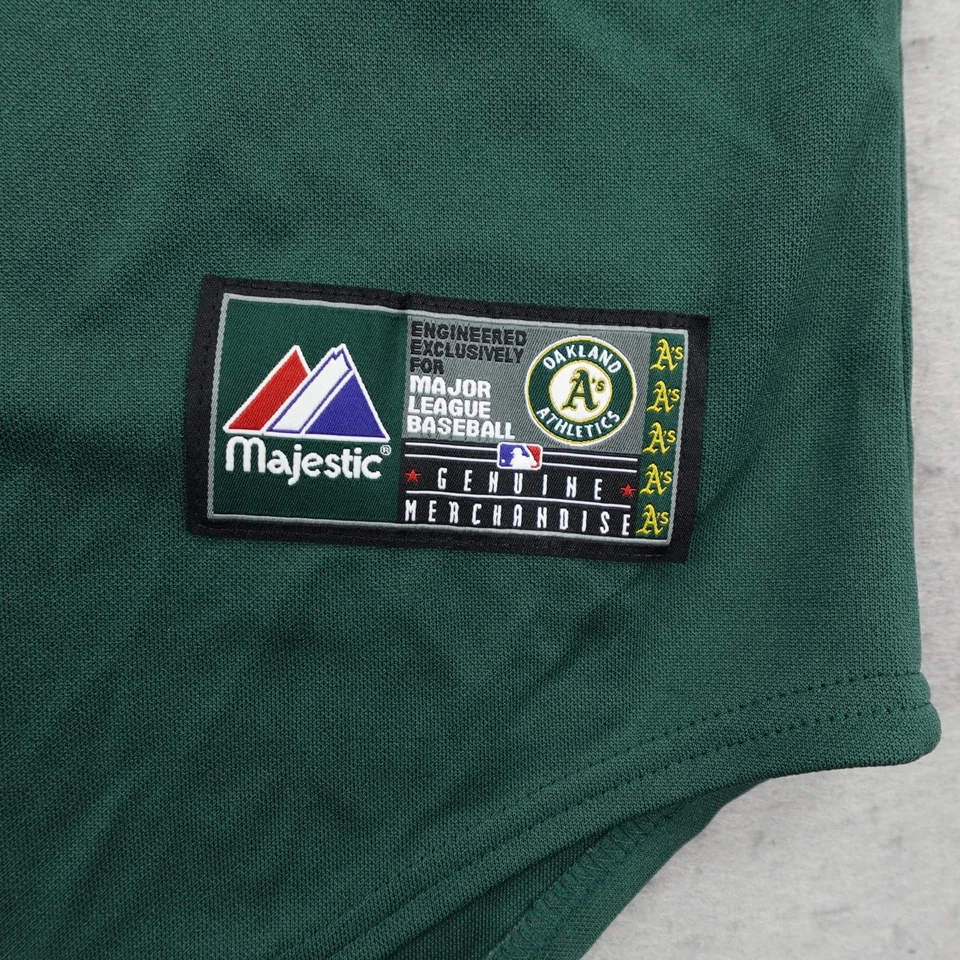 Majestic®
ENGINEERED
EXCLUSIVELY
FOR
MAJOR
LEAGUE
BASEBALL
GENUINE
MERCHANDISE
OAKLAND
A's
ATHLETICS
A's
A's
A's
A's
A's